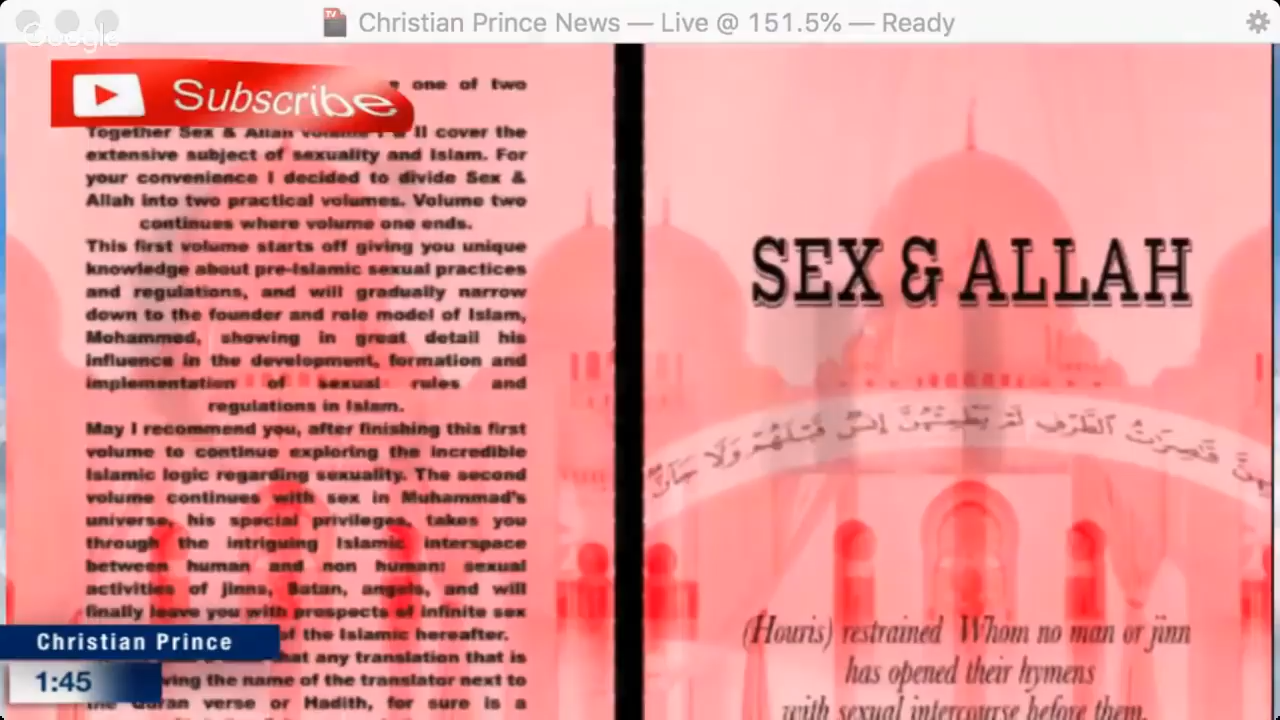 Christian Prince News — Live @ 151.5% — Ready
Google
Subscribe
one of two
Together Sex & Allah volume I & II cover the
extensive subject of sexuality and Islam. For
your convenience I decided to divide Sex &
Allah into two practical volumes. Volume two
continues where volume one ends.
This first volume starts off giving you unique
knowledge about pre-Islamic sexual practices
and regulations, and will gradually narrow
down to the founder and role model of Islam,
Mohammed, showing in great detail his
influence in the development, formation and
implementation of sexual rules and
regulations in Islam.
May I recommend you, after finishing this first
volume to continue exploring the incredible
Islamic logic regarding sexuality. The second
volume continues with sex in Muhammad's
universe, his special privileges, takes you
through the intriguing Islamic interspace
between human and non human: sexual
activities of jinns, Satan, angels, and will
finally leave you with prospects of infinite sex
of the Islamic hereafter.
that any translation that is
the name of the translator next to
the Quran verse or Hadith, for sure is a
Christian Prince
1:45
SEX & ALLAH
قَصِرَتُ الطَّرْفِ لَمْ يَطْمِثْهُنَّ إِنسٌ قَبْلَهُمْ وَلَا جَانٌّ
(Houris) restrained Whom no man or jinn
has opened their hymens
with sexual intercourse before them.